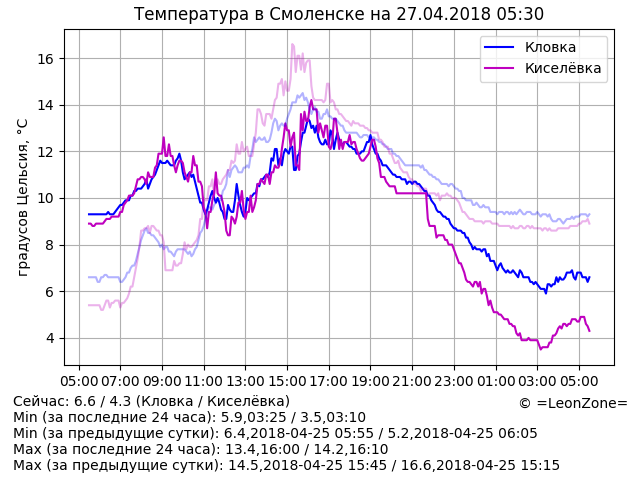 Температура в Смоленске на 27.04.2018 05:30
градусов Цельсия, °C
16
14
12
10
8
6
4
Кловка
Киселёвка
05:00 07:00 09:00 11:00 13:00 15:00 17:00 19:00 21:00 23:00 01:00 03:00 05:00
Сейчас: 6.6 / 4.3 (Кловка / Киселёвка)
© =LeonZone=
Min (за последние 24 часа): 5.9,03:25 / 3.5,03:10
Min (за предыдущие сутки): 6.4,2018-04-25 05:55 / 5.2,2018-04-25 06:05
Max (за последние 24 часа): 13.4,16:00 / 14.2,16:10
Max (за предыдущие сутки): 14.5,2018-04-25 15:45 / 16.6,2018-04-25 15:15